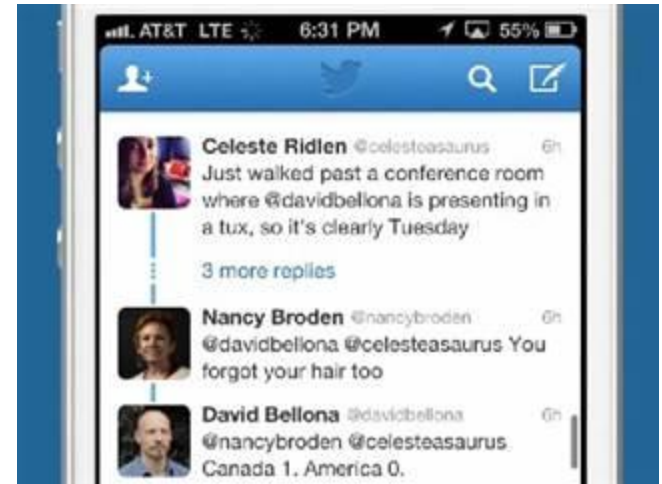 AT&T LTE 6:31 PM 55%
Celeste Ridlen @celesteasaurus 6h
Just walked past a conference room
where @davidbellona is presenting in
a tux, so it's clearly Tuesday
3 more replies
Nancy Broden @nancybroden 6h
@davidbellona @celesteasaurus You
forgot your hair too
David Bellona @davidbellona 6h
@nancybroden @celesteasaurus
Canada 1. America 0.